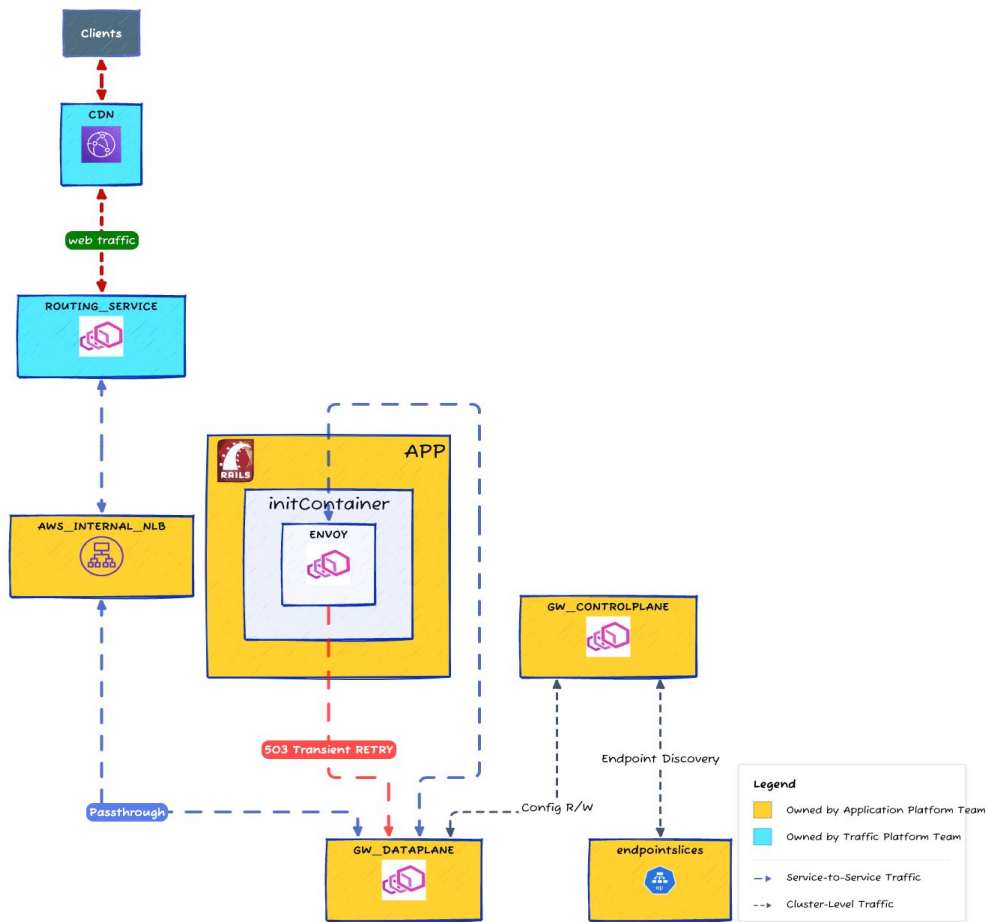 Clients
CDN
web traffic
ROUTING_SERVICE
RAILS
APP
initContainer
ENVOY
AWS_INTERNAL_NLB
GW_CONTROLPLANE
503 Transient RETRY
Endpoint Discovery
Passthrough
Config R/W
GW_DATAPLANE
endpointslices
ep
Legend
Owned by Application Platform Team
Owned by Traffic Platform Team
Service-to-Service Traffic
Cluster-Level Traffic